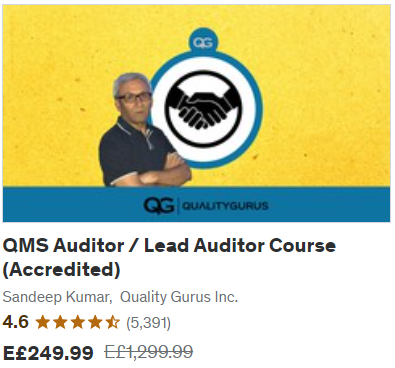 QG
QG | QUALITYGURUS
QMS Auditor / Lead Auditor Course
(Accredited)
Sandeep Kumar, Quality Gurus Inc.
4.6 (5,391)
E£249.99 E£1,299.99